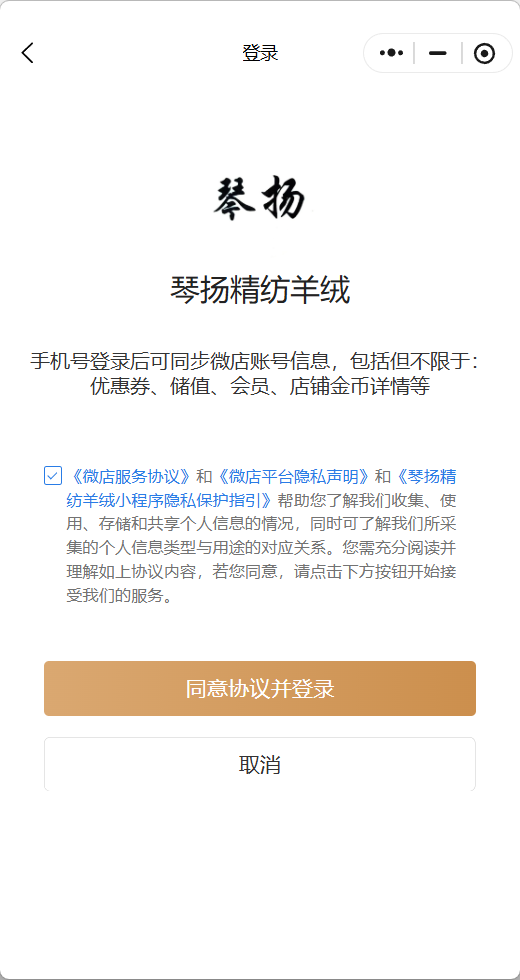 登录
琴扬
琴扬精纺羊绒
手机号登录后可同步微店账号信息，包括但不限于：
优惠券、储值、会员、店铺金币详情等
《微店服务协议》和《微店平台隐私声明》和《琴扬精
纺羊绒小程序隐私保护指引》帮助您了解我们收集、使
用、存储和共享个人信息的情况，同时可了解我们所采
集的个人信息类型与用途的对应关系。您需充分阅读并
理解如上协议内容，若您同意，请点击下方按钮开始接
受我们的服务。
同意协议并登录
取消